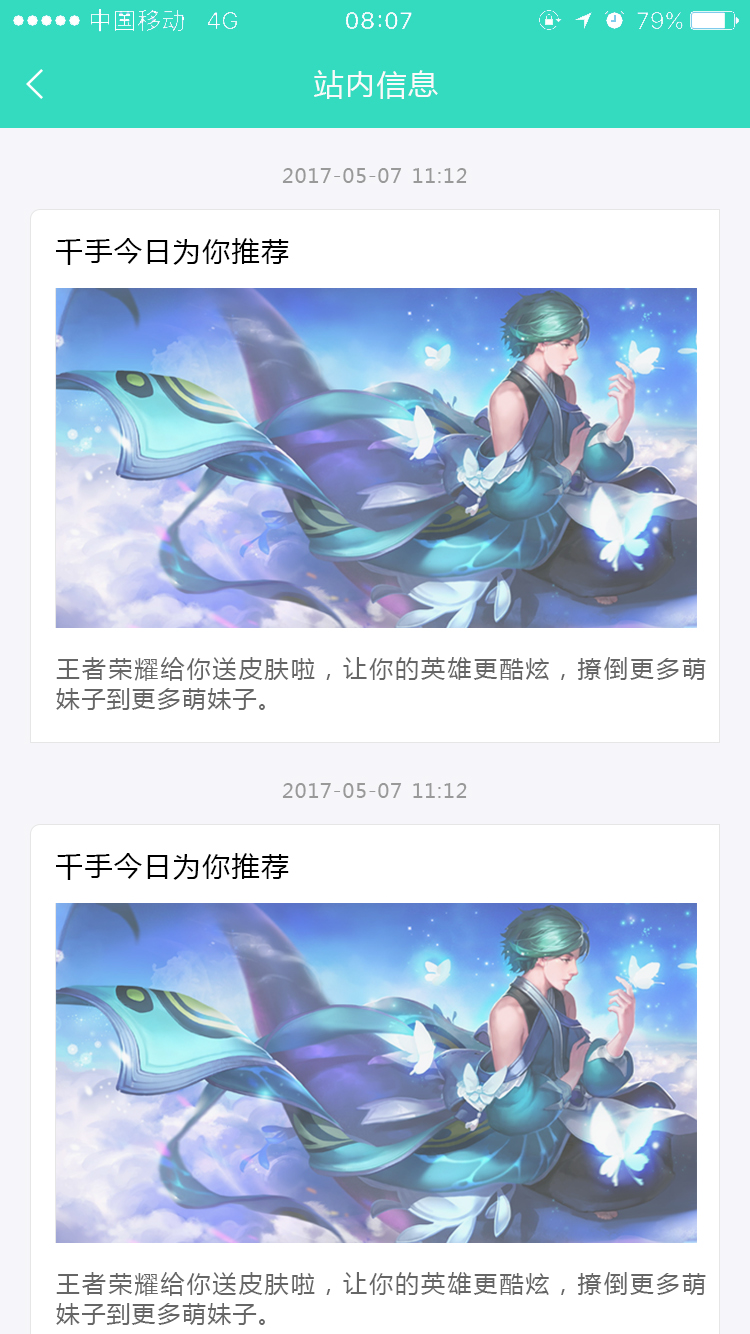 中国移动 4G 08:07 79%
站内信息
2017-05-07 11:12
千手今日为你推荐
王者荣耀给你送皮肤啦，让你的英雄更酷炫，撩倒更多萌
妹子到更多萌妹子。
2017-05-07 11:12
千手今日为你推荐
王者荣耀给你送皮肤啦，让你的英雄更酷炫，撩倒更多萌
妹子到更多萌妹子。